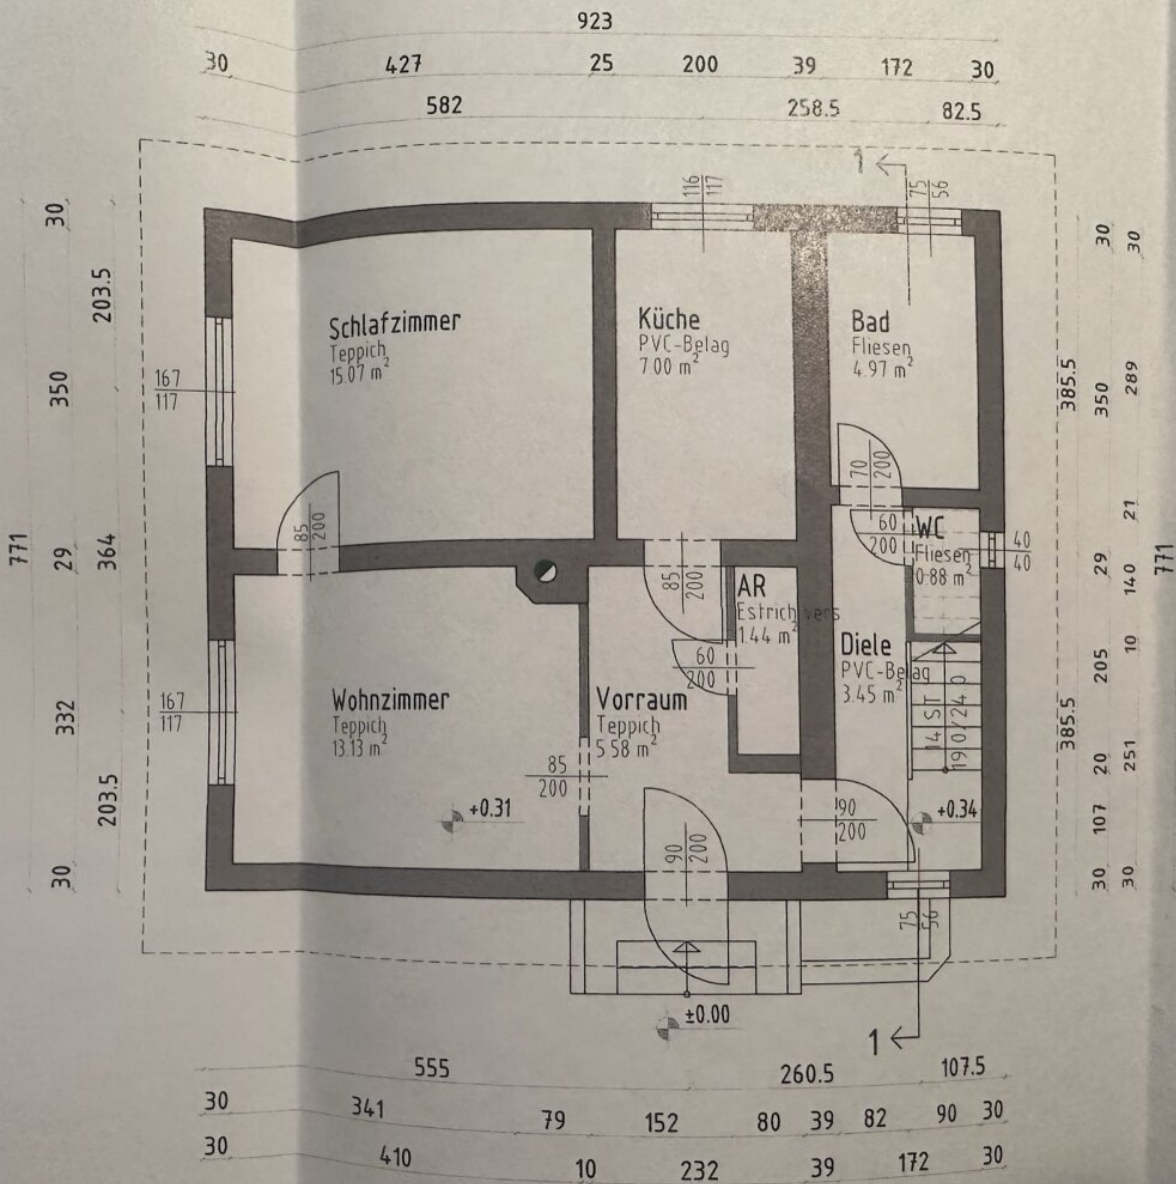 923
30 427 25 200 39 172 30
582 258.5 82.5
1
116
117
75
56
30
203.5
350
771
29
364
332
203.5
30
30
30
385.5
350
289
21
29
140
771
205
10
385.5
20
251
107
30
30
Schlafzimmer
Teppich
15.07 m²
Küche
PVC-Belag
7.00 m²
Bad
Fliesen
4.97 m²
167
117
85
200
70
200
60
200
WC
Fliesen
0.88 m²
40
40
85
200
AR
Estrich vers
1.44 m²
60
200
Diele
PVC-Belag
3.45 m²
14 ST
19.0/24.0
Wohnzimmer
Teppich
13.13 m²
Vorraum
Teppich
5.58 m²
167
117
85
200
+0.31
90
200
90
200
+0.34
75
56
±0.00
1
555 260.5 107.5
30 341 79 152 80 39 82 90 30
30 410 10 232 39 172 30